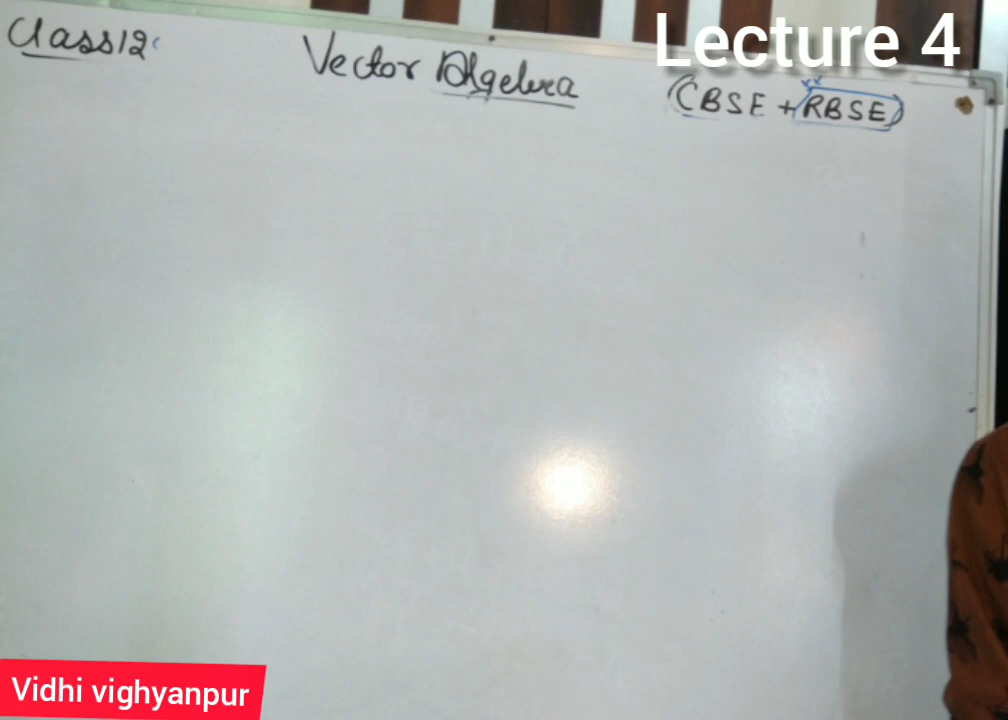 Lecture 4
Class 12
Vector Algebra
(CBSE + RBSE)
Vidhi vighyanpur